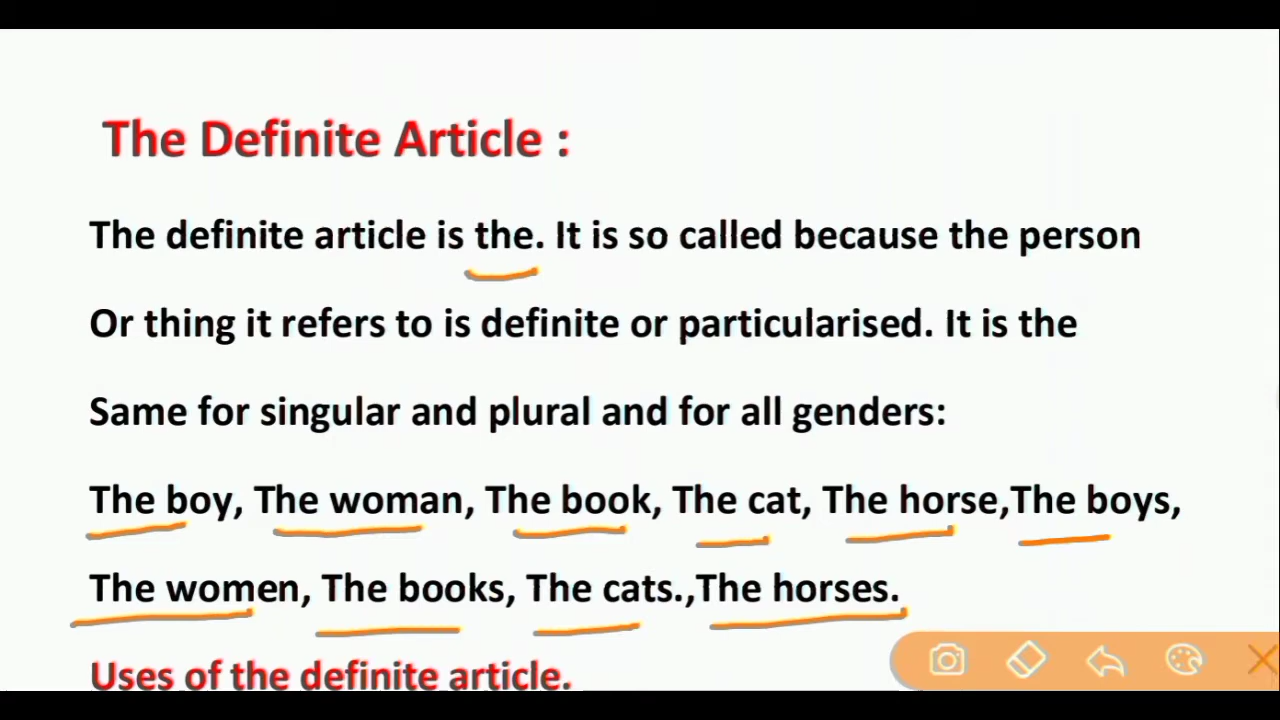 The Definite Article :
The definite article is the. It is so called because the person
Or thing it refers to is definite or particularised. It is the
Same for singular and plural and for all genders:
The boy, The woman, The book, The cat, The horse,The boys,
The women, The books, The cats.,The horses.
Uses of the definite article.